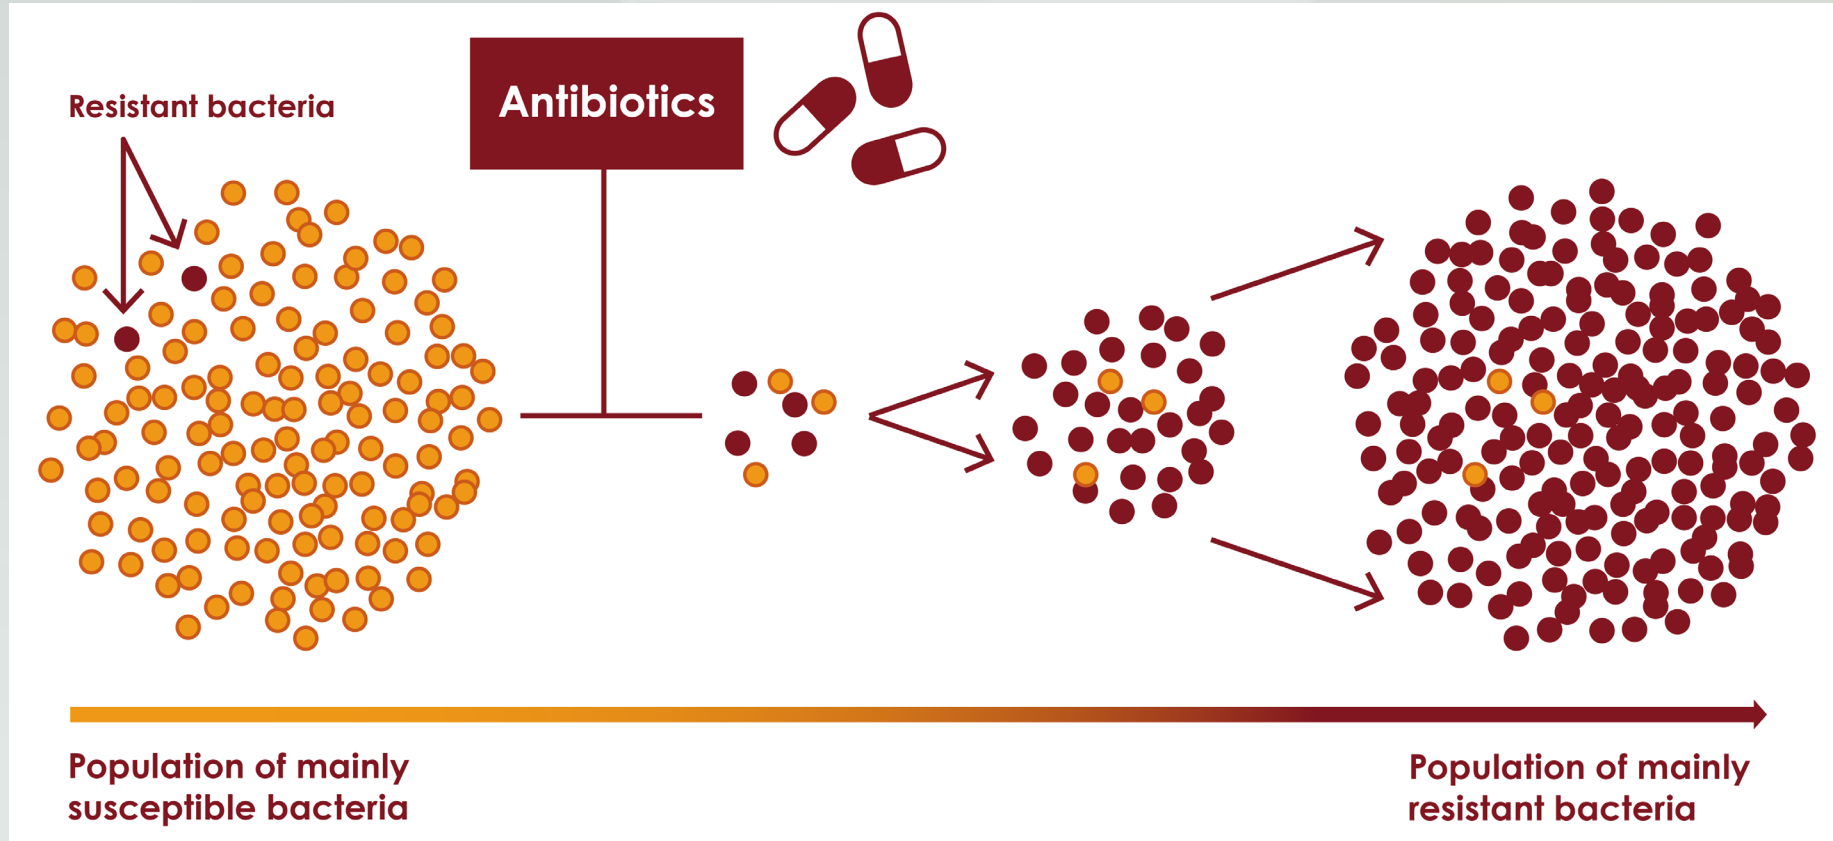 Resistant bacteria
Antibiotics
Population of mainly
susceptible bacteria
Population of mainly
resistant bacteria